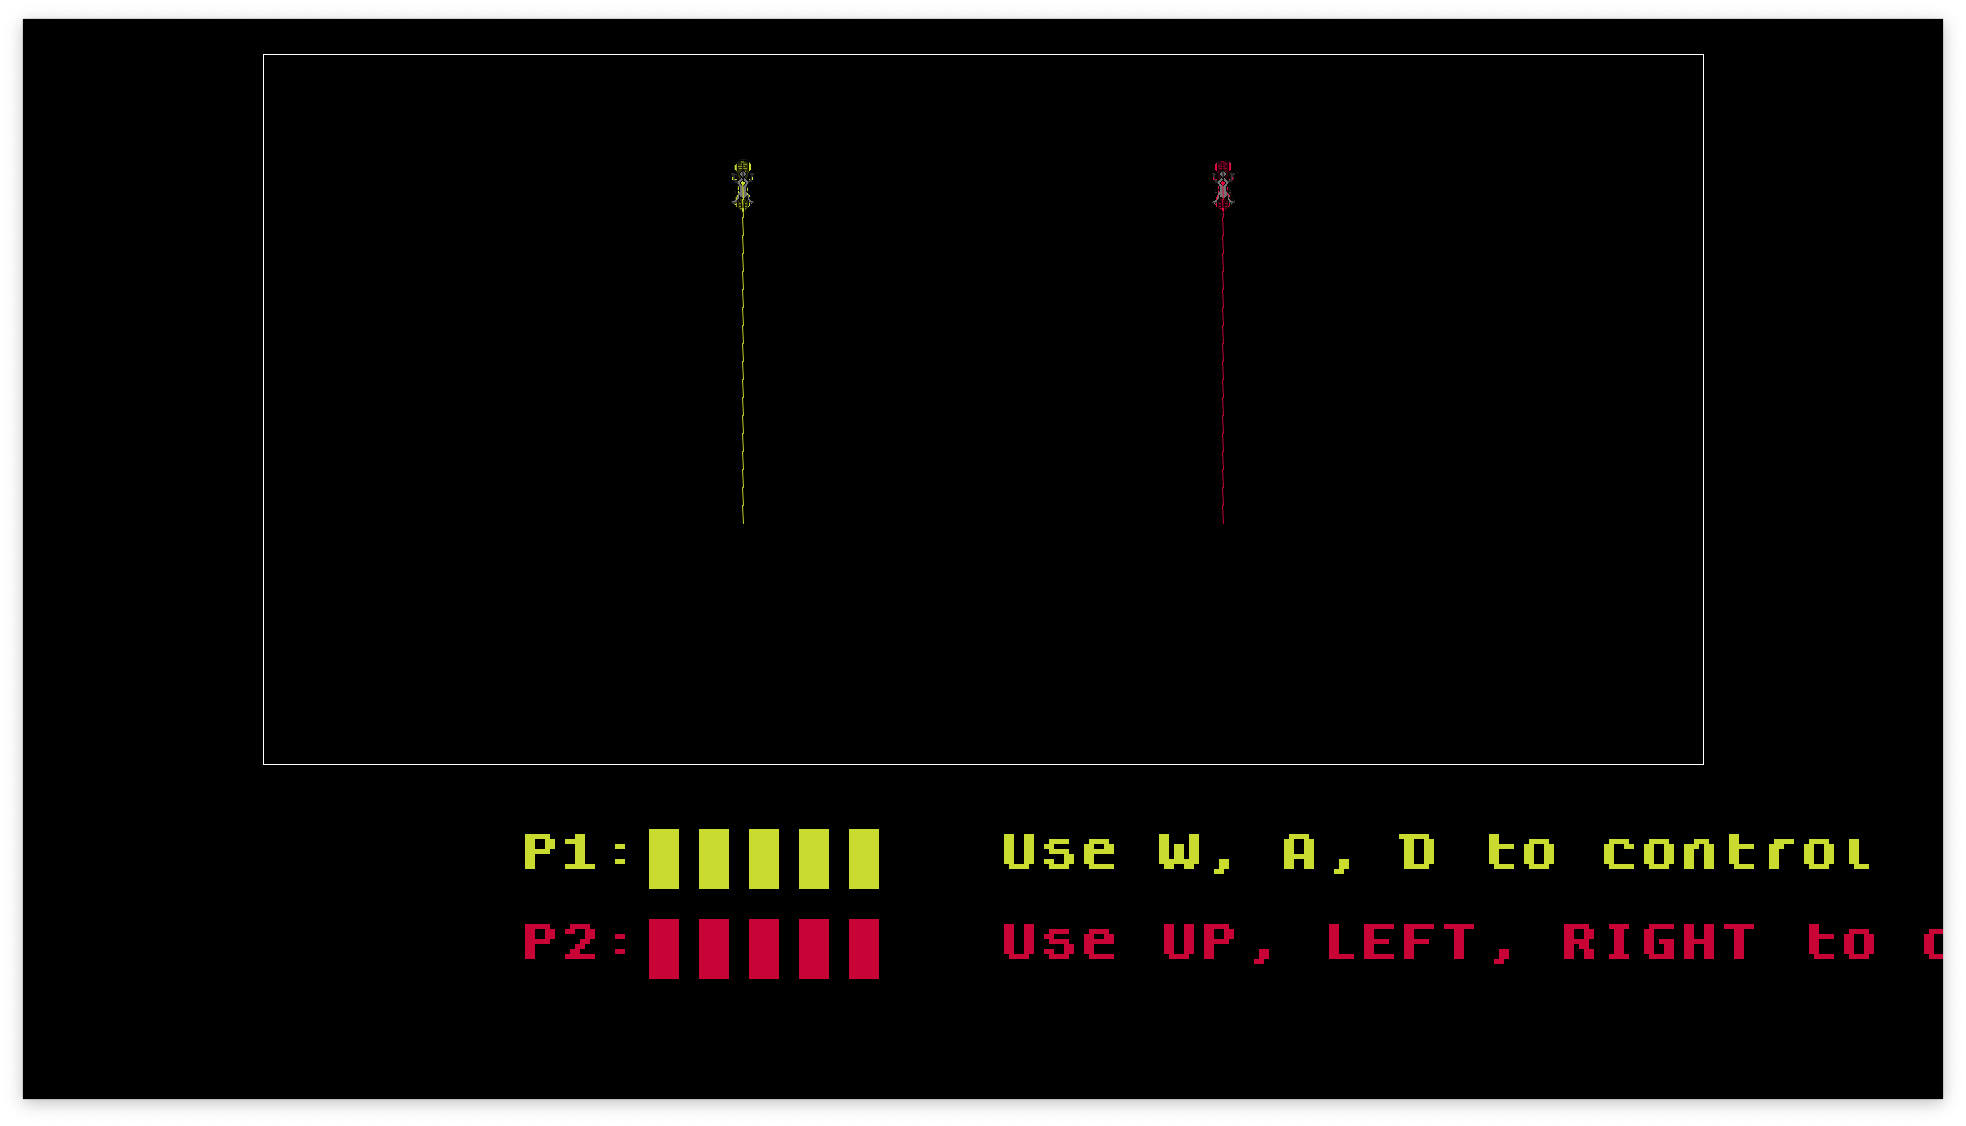 P1: Use W, A, D to control
P2: Use UP, LEFT, RIGHT to